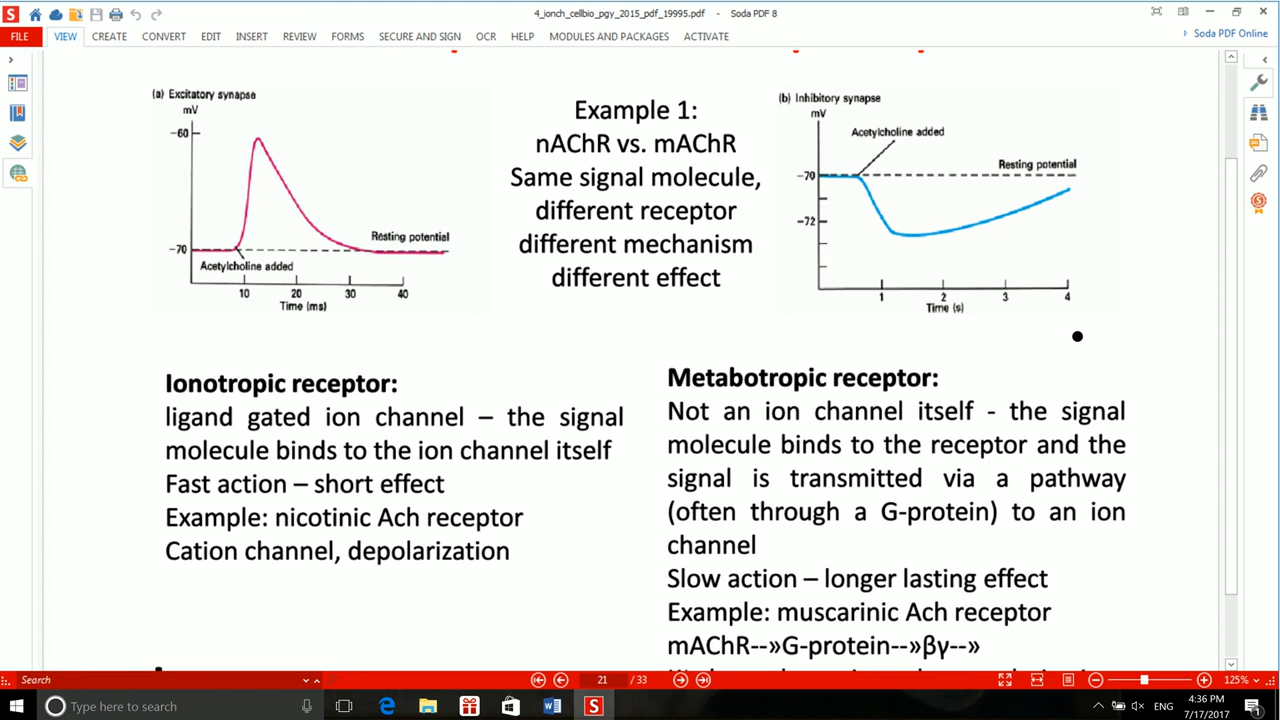 4_ionch_cellbio_pgy_2015_pdf_19995.pdf - Soda PDF 8
FILE VIEW CREATE CONVERT EDIT INSERT REVIEW FORMS SECURE AND SIGN OCR HELP MODULES AND PACKAGES ACTIVATE Soda PDF Online
(a) Excitatory synapse
mV
-60
-70
Resting potential
Acetylcholine added
10 20 30 40
Time (ms)
Example 1:
nAChR vs. mAChR
Same signal molecule,
different receptor
different mechanism
different effect
(b) Inhibitory synapse
mV
Acetylcholine added
Resting potential
-70
-72
1 2 3 4
Time (s)
Ionotropic receptor:
ligand gated ion channel – the signal
molecule binds to the ion channel itself
Fast action – short effect
Example: nicotinic Ach receptor
Cation channel, depolarization
Metabotropic receptor:
Not an ion channel itself - the signal
molecule binds to the receptor and the
signal is transmitted via a pathway
(often through a G-protein) to an ion
channel
Slow action – longer lasting effect
Example: muscarinic Ach receptor
mAChR--»G-protein--»βγ--»
Search 21 / 33 125%
Type here to search
ENG
4:36 PM
7/17/2017